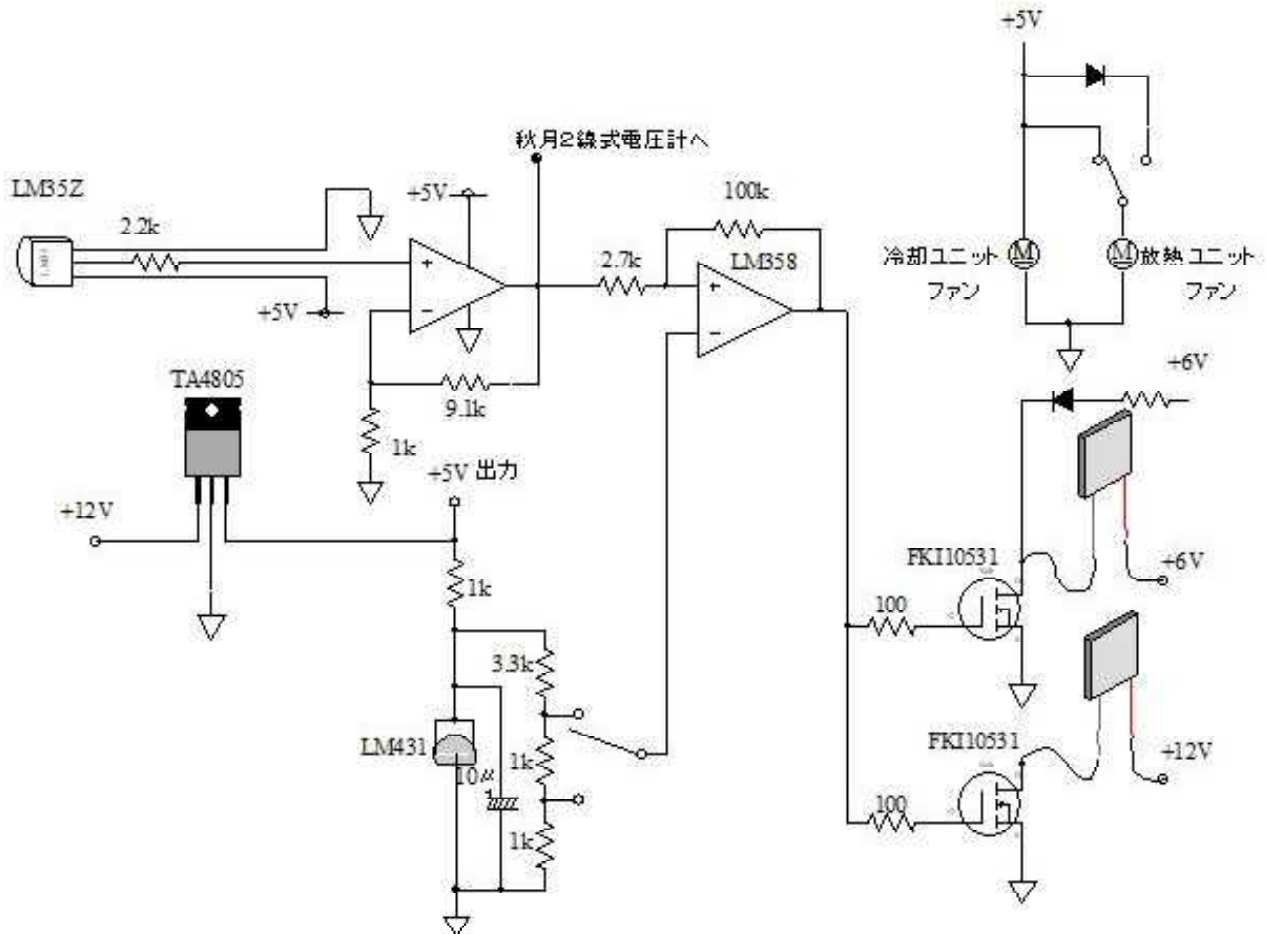 +5V
秋月2線式電圧計へ
LM35Z
2.2k
+5V
100k
2.7k
LM358
冷却ユニット
ファン
M
M
放熱ユニット
ファン
+
−
+
−
+5V
TA4805
9.1k
1k
+6V
+5V 出力
+12V
1k
FKI10531
+6V
100
3.3k
LM431
10μ
1k
FKI10531
+12V
1k
100